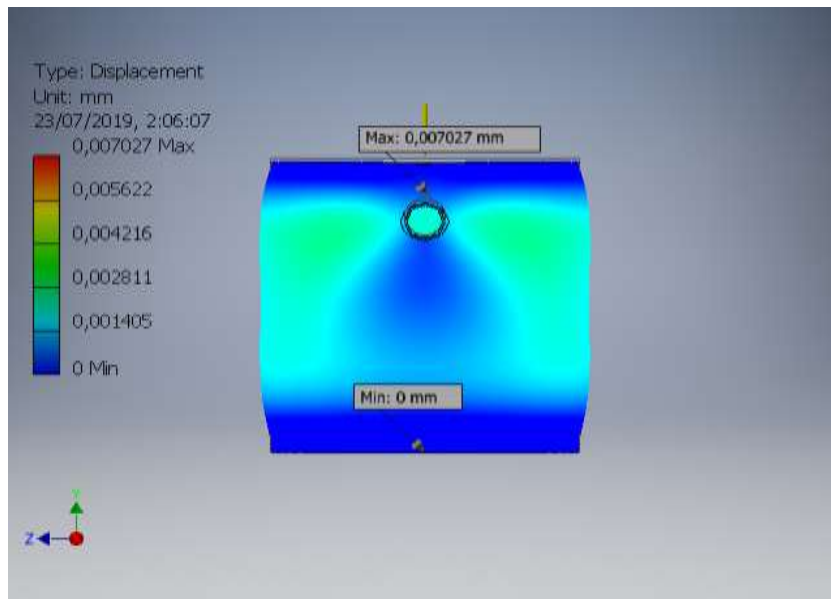 Type: Displacement
Unit: mm
23/07/2019, 2:06:07
0,007027 Max
0,005622
0,004216
0,002811
0,001405
0 Min
Max: 0,007027 mm
Min: 0 mm
Y
Z